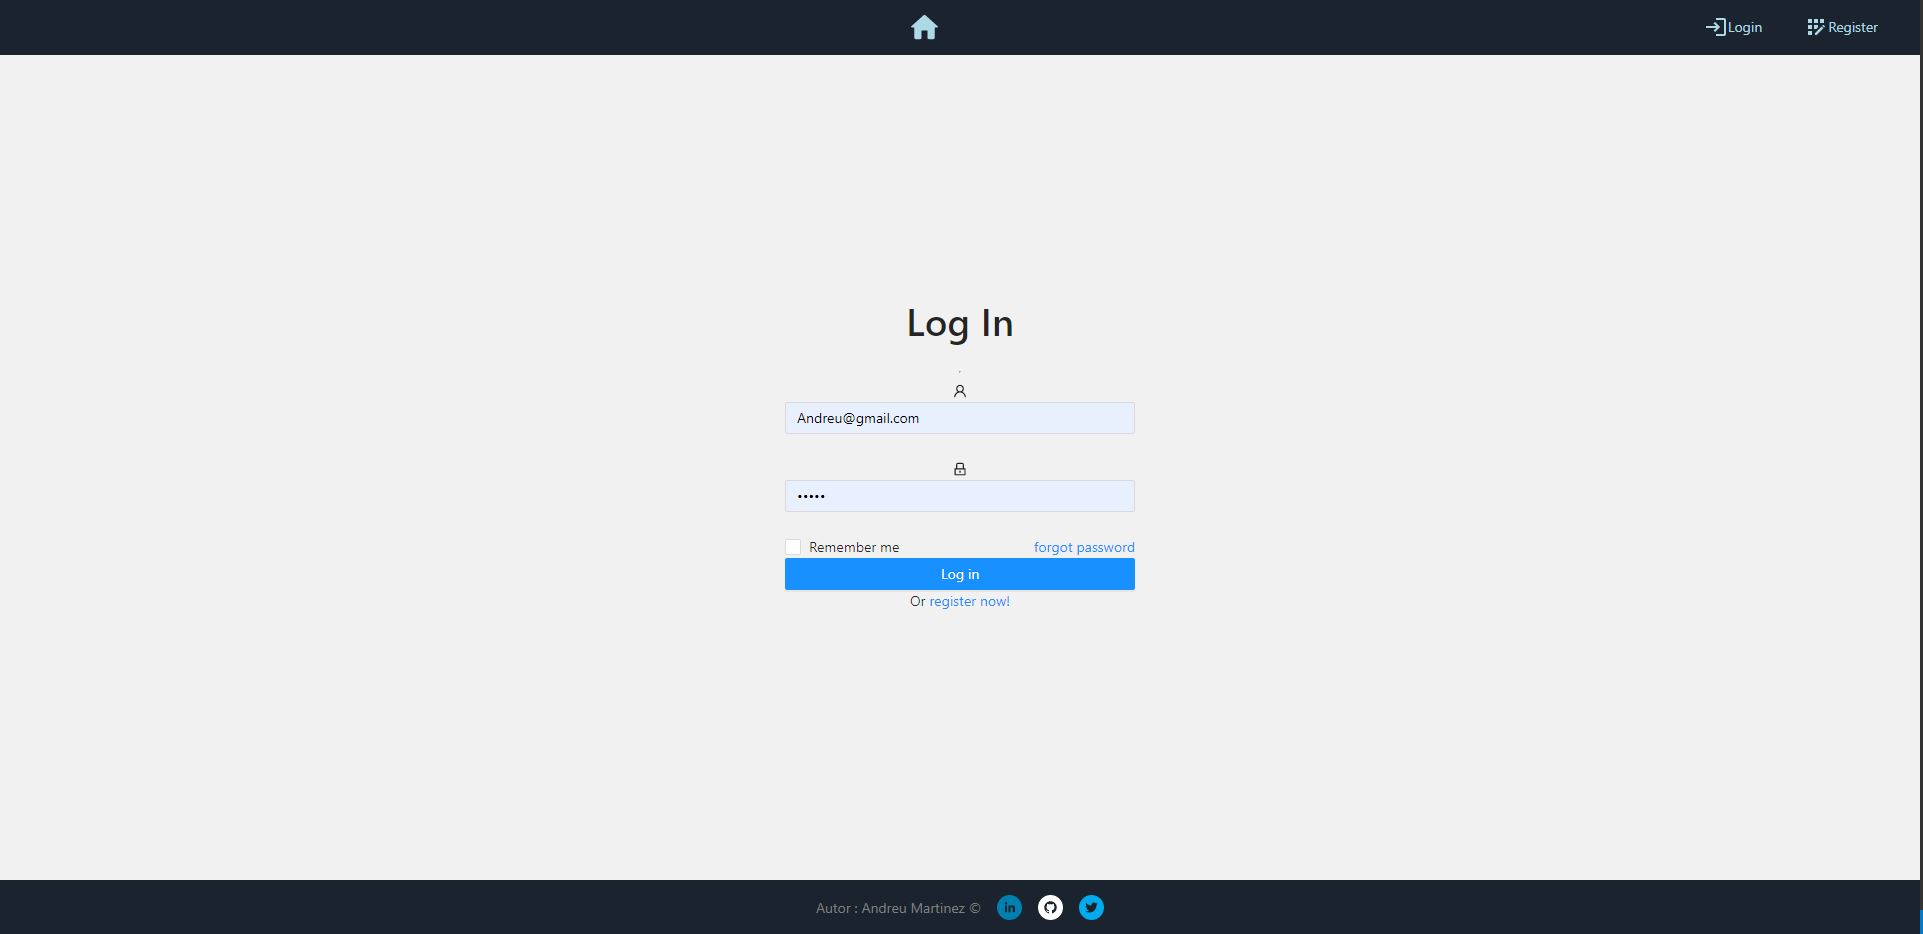 Login
Register
Log In
Andreu@gmail.com
•••••
Remember me
forgot password
Log in
Or register now!
Autor : Andreu Martinez ©
in